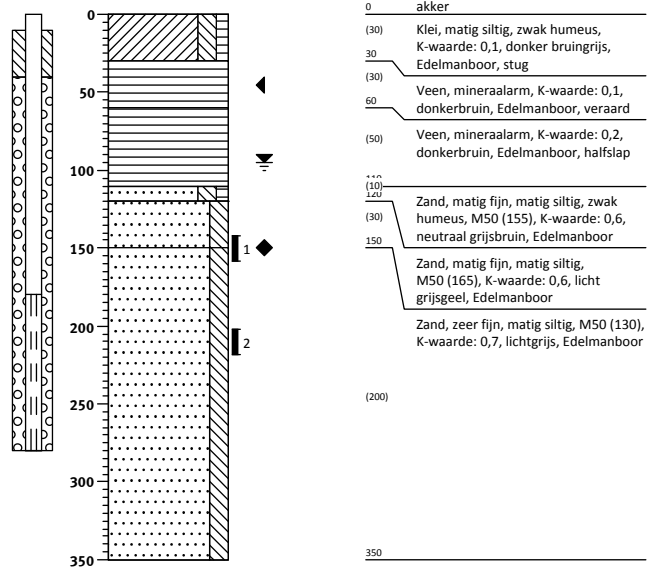 0
50
100
150
200
250
300
350
1
2
0 akker
(30) Klei, matig siltig, zwak humeus,
K-waarde: 0,1, donker bruingrijs,
30 Edelmanboor, stug
(30) Veen, mineraalarm, K-waarde: 0,1,
60 donkerbruin, Edelmanboor, veraard
(50) Veen, mineraalarm, K-waarde: 0,2,
donkerbruin, Edelmanboor, halfslap
110
(10)
120 Zand, matig fijn, matig siltig, zwak
(30) humeus, M50 (155), K-waarde: 0,6,
150 neutraal grijsbruin, Edelmanboor
Zand, matig fijn, matig siltig,
M50 (165), K-waarde: 0,6, licht
grijsgeel, Edelmanboor
Zand, zeer fijn, matig siltig, M50 (130),
K-waarde: 0,7, lichtgrijs, Edelmanboor
(200)
350